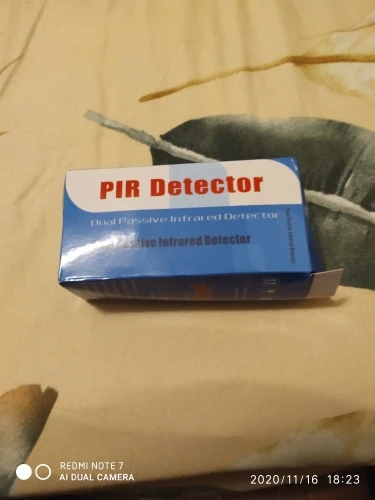 PIR Detector
Dual Passive Infrared Detector
Passive Infrared Detector
REDMI NOTE 7
AI DUAL CAMERA
2020/11/16 18:23